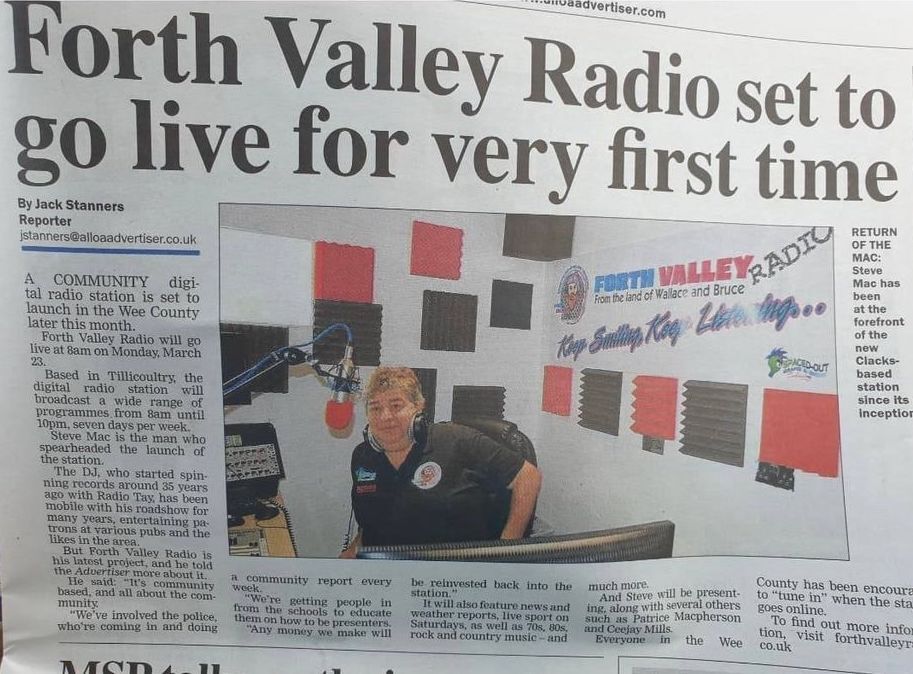 www.alloaadvertiser.com
Forth Valley Radio set to
go live for very first time
By Jack Stanners
Reporter
jstanners@alloaadvertiser.co.uk
A COMMUNITY digi-
tal radio station is set to
launch in the Wee County
later this month.
Forth Valley Radio will go
live at 8am on Monday, March
23.
Based in Tillicoultry, the
digital radio station will
broadcast a wide range of
programmes from 8am until
10pm, seven days per week.
Steve Mac is the man who
spearheaded the launch of
the station.
The DJ, who started spin-
ning records around 35 years
ago with Radio Tay, has been
mobile with his roadshow for
many years, entertaining pa-
trons at various pubs and the
likes in the area.
But Forth Valley Radio is
his latest project, and he told
the Advertiser more about it.
He said: "It's community
based, and all about the com-
munity.
"We've involved the police,
who're coming in and doing
a community report every
week.
"We're getting people in
from the schools to educate
them on how to be presenters.
"Any money we make will
be reinvested back into the
station."
It will also feature news and
weather reports, live sport on
Saturdays, as well as 70s, 80s,
rock and country music – and
much more.
And Steve will be present-
ing, along with several others
such as Patrice Macpherson
and Ceejay Mills.
Everyone in the Wee
County has been encoura
to "tune in" when the sta
goes online.
To find out more infor
tion, visit forthvalleyr
co.uk
FORTH VALLEY RADIO
From the land of Wallace and Bruce
Keep Smiling, Keep Listening...
SPACED-OUT
RETURN
OF THE
MAC:
Steve
Mac has
been
at the
forefront
of the
new
Clacks-
based
station
since its
inception